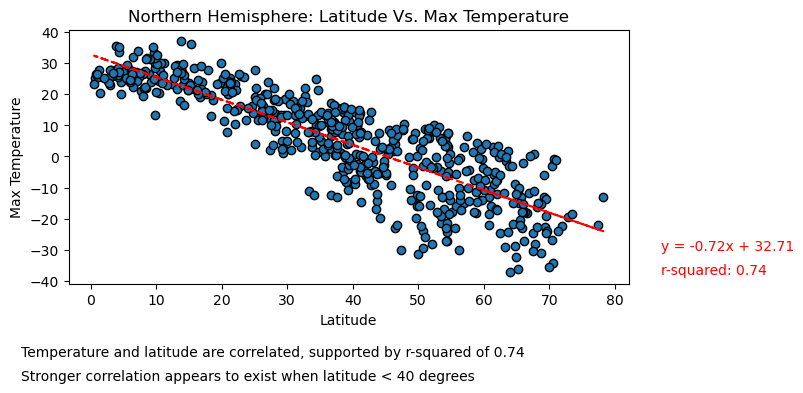 Northern Hemisphere: Latitude Vs. Max Temperature
40
30
20
10
0
−10
−20
−30
−40
Max Temperature
0
10
20
30
40
50
60
70
80
Latitude
y = -0.72x + 32.71
r-squared: 0.74
Temperature and latitude are correlated, supported by r-squared of 0.74
Stronger correlation appears to exist when latitude < 40 degrees